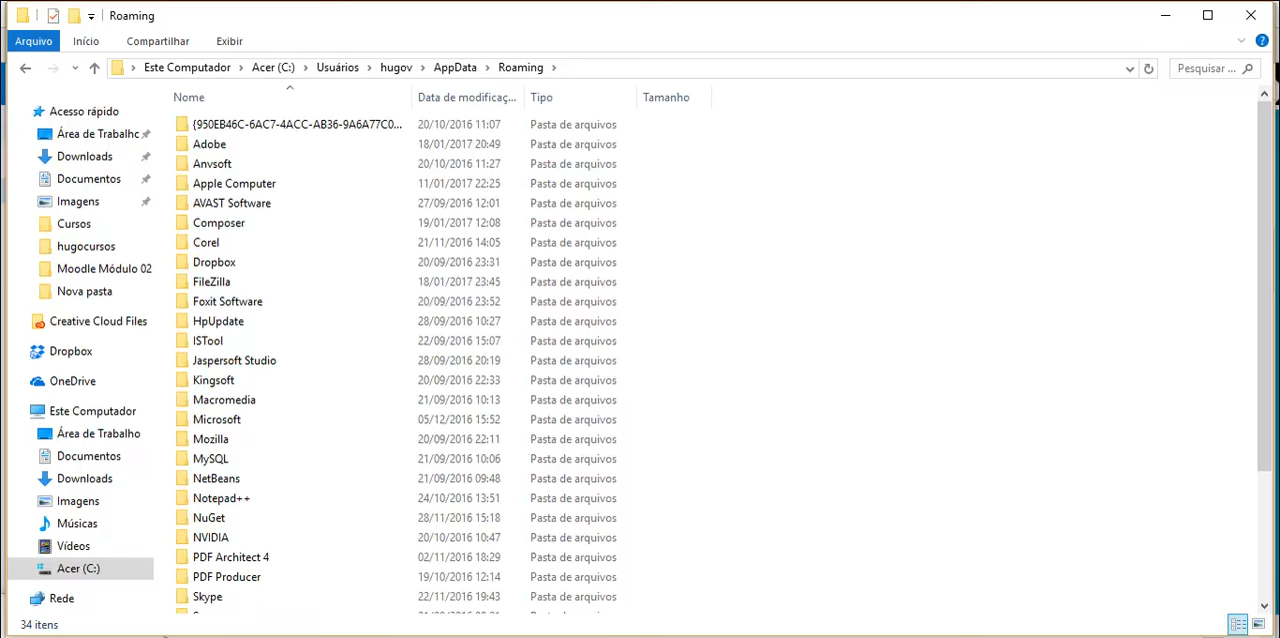 Roaming
Arquivo Início Compartilhar Exibir
Este Computador Acer (C:) Usuários hugov AppData Roaming Pesquisar ...
Nome Data de modificaç... Tipo Tamanho
Acesso rápido
Área de Trabalho
Downloads
Documentos
Imagens
Cursos
hugocursos
Moodle Módulo 02
Nova pasta
Creative Cloud Files
Dropbox
OneDrive
Este Computador
Área de Trabalho
Documentos
Downloads
Imagens
Músicas
Vídeos
Acer (C:)
Rede
{950EB46C-6AC7-4ACC-AB36-9A6A77C0... 20/10/2016 11:07 Pasta de arquivos
Adobe 18/01/2017 20:49 Pasta de arquivos
Anvsoft 20/10/2016 11:27 Pasta de arquivos
Apple Computer 11/01/2017 22:25 Pasta de arquivos
AVAST Software 27/09/2016 12:01 Pasta de arquivos
Composer 19/01/2017 12:08 Pasta de arquivos
Corel 21/11/2016 14:05 Pasta de arquivos
Dropbox 20/09/2016 23:31 Pasta de arquivos
FileZilla 18/01/2017 23:45 Pasta de arquivos
Foxit Software 20/09/2016 23:52 Pasta de arquivos
HpUpdate 28/09/2016 10:27 Pasta de arquivos
ISTool 22/09/2016 15:07 Pasta de arquivos
Jaspersoft Studio 28/09/2016 20:19 Pasta de arquivos
Kingsoft 20/09/2016 22:33 Pasta de arquivos
Macromedia 21/09/2016 10:13 Pasta de arquivos
Microsoft 05/12/2016 15:52 Pasta de arquivos
Mozilla 20/09/2016 22:11 Pasta de arquivos
MySQL 21/09/2016 10:06 Pasta de arquivos
NetBeans 21/09/2016 09:48 Pasta de arquivos
Notepad++ 24/10/2016 13:51 Pasta de arquivos
NuGet 28/11/2016 15:18 Pasta de arquivos
NVIDIA 20/10/2016 10:47 Pasta de arquivos
PDF Architect 4 02/11/2016 18:29 Pasta de arquivos
PDF Producer 19/10/2016 12:14 Pasta de arquivos
Skype 22/11/2016 19:43 Pasta de arquivos
34 itens